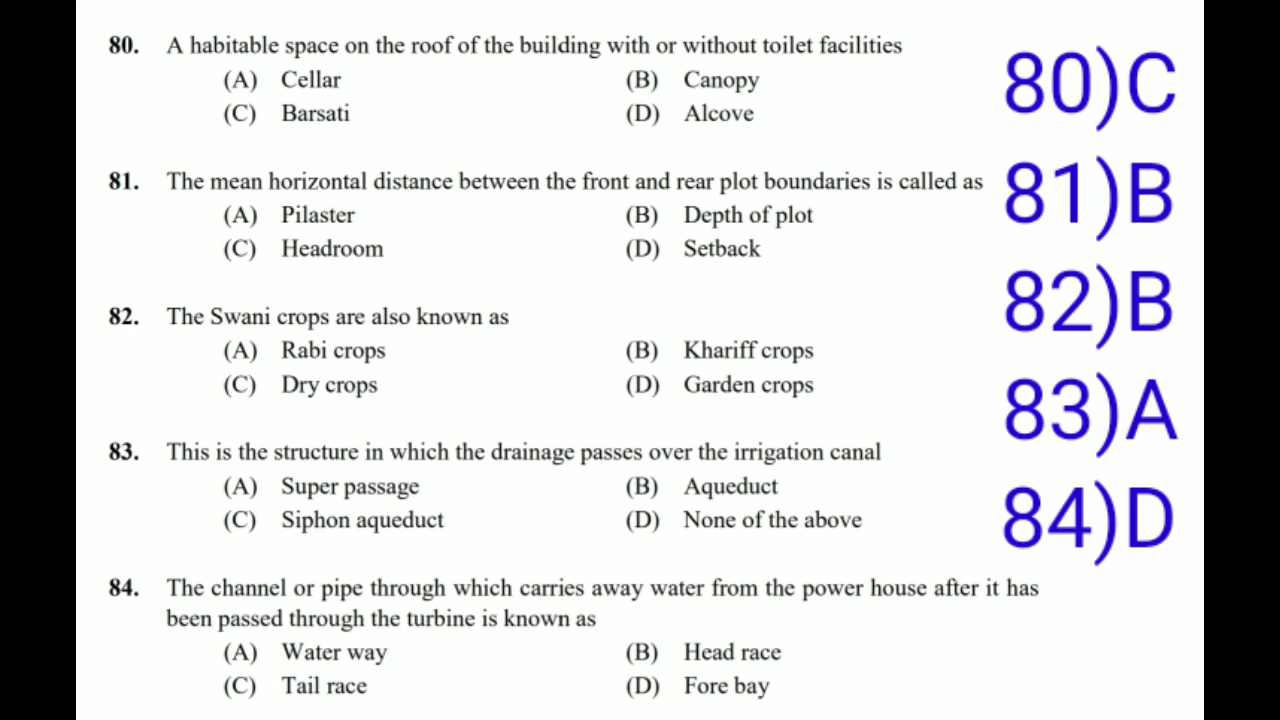 80. A habitable space on the roof of the building with or without toilet facilities
(A) Cellar (B) Canopy
(C) Barsati (D) Alcove
80)C
81. The mean horizontal distance between the front and rear plot boundaries is called as
(A) Pilaster (B) Depth of plot
(C) Headroom (D) Setback
81)B
82. The Swani crops are also known as
(A) Rabi crops (B) Khariff crops
(C) Dry crops (D) Garden crops
82)B
83. This is the structure in which the drainage passes over the irrigation canal
(A) Super passage (B) Aqueduct
(C) Siphon aqueduct (D) None of the above
83)A
84. The channel or pipe through which carries away water from the power house after it has
been passed through the turbine is known as
(A) Water way (B) Head race
(C) Tail race (D) Fore bay
84)D